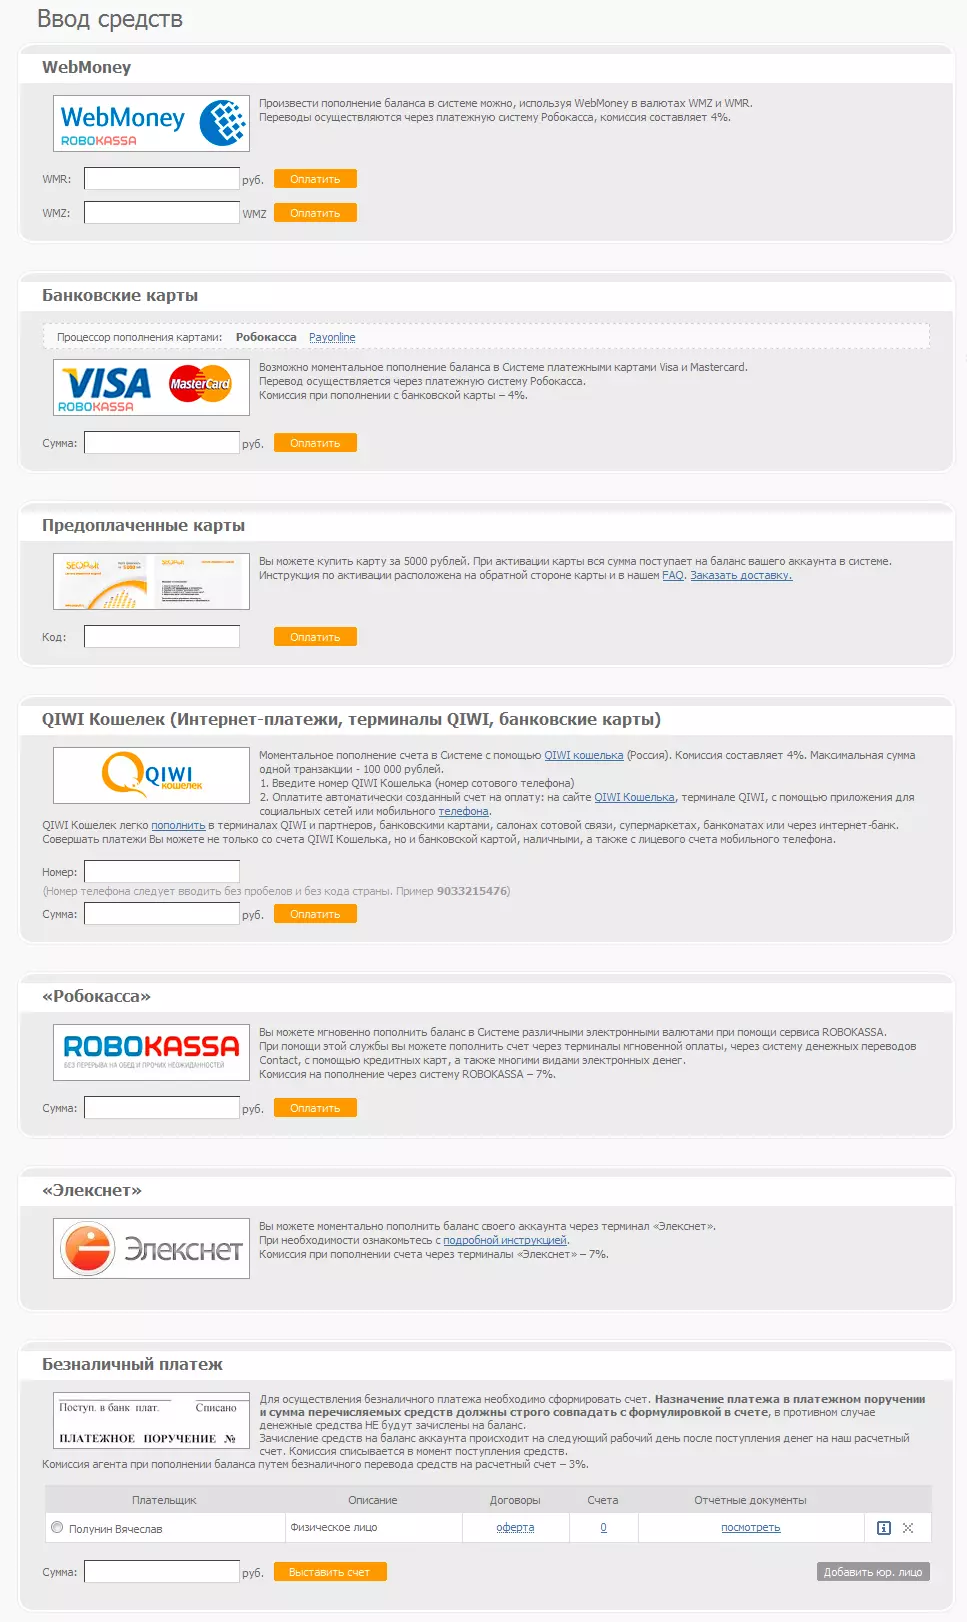 Ввод средств
WebMoney
WebMoney
ROBOKASSA
Произвести пополнение баланса в системе можно, используя WebMoney в валютах WMZ и WMR.
Переводы осуществляются через платежную систему Робокасса, комиссия составляет 4%.
WMR: руб. Оплатить
WMZ: WMZ Оплатить
Банковские карты
Процессор пополнения картами: Робокасса Payonline
VISA MasterCard
ROBOKASSA
Возможно моментальное пополнение баланса в Системе платежными картами Visa и Mastercard.
Перевод осуществляется через платежную систему Робокасса.
Комиссия при пополнении с банковской карты – 4%.
Сумма: руб. Оплатить
Предоплаченные карты
Вы можете купить карту за 5000 рублей. При активации карты вся сумма поступает на баланс вашего аккаунта в системе.
Инструкция по активации расположена на обратной стороне карты и в нашем FAQ. Заказать доставку.
Код: Оплатить
QIWI Кошелек (Интернет-платежи, терминалы QIWI, банковские карты)
QIWI
кошелек
Моментальное пополнение счета в Системе с помощью QIWI кошелька (Россия). Комиссия составляет 4%. Максимальная сумма
одной транзакции - 100 000 рублей.
1. Введите номер QIWI Кошелька (номер сотового телефона)
2. Оплатите автоматически созданный счет на оплату: на сайте QIWI Кошелька, терминале QIWI, с помощью приложения для
социальных сетей или мобильного телефона.
QIWI Кошелек легко пополнить в терминалах QIWI и партнеров, банковскими картами, салонах сотовой связи, супермаркетах, банкоматах или через интернет-банк.
Совершать платежи Вы можете не только со счета QIWI Кошелька, но и банковской картой, наличными, а также с лицевого счета мобильного телефона.
Номер:
(Номер телефона следует вводить без пробелов и без кода страны. Пример 9033215476)
Сумма: руб. Оплатить
«Робокасса»
ROBOKASSA
БЕЗ ПЕРЕРЫВА НА ОБЕД И ПРОЧИХ НЕОЖИДАННОСТЕЙ
Вы можете мгновенно пополнить баланс в Системе различными электронными валютами при помощи сервиса ROBOKASSA.
При помощи этой службы вы можете пополнить счет через терминалы мгновенной оплаты, через систему денежных переводов
Contact, с помощью кредитных карт, а также многими видами электронных денег.
Комиссия на пополнение через систему ROBOKASSA – 7%.
Сумма: руб. Оплатить
«Элекснет»
Элекснет
Вы можете моментально пополнить баланс своего аккаунта через терминал «Элекснет».
При необходимости ознакомьтесь с подробной инструкцией.
Комиссия при пополнении счета через терминалы «Элекснет» – 7%.
Безналичный платеж
Поступ. в банк плат. Списано
ПЛАТЕЖНОЕ ПОРУЧЕНИЕ №
Для осуществления безналичного платежа необходимо сформировать счет. Назначение платежа в платежном поручении
и сумма перечисляемых средств должны строго совпадать с формулировкой в счете, в противном случае
денежные средства НЕ будут зачислены на баланс.
Зачисление средств на баланс аккаунта происходит на следующий рабочий день после поступления денег на наш расчетный
счет. Комиссия списывается в момент поступления средств.
Комиссия агента при пополнении баланса путем безналичного перевода средств на расчетный счет – 3%.
Плательщик Описание Договоры Счета Отчетные документы
Полунин Вячеслав Физическое лицо оферта 0 посмотреть
Сумма: руб. Выставить счет Добавить юр. лицо